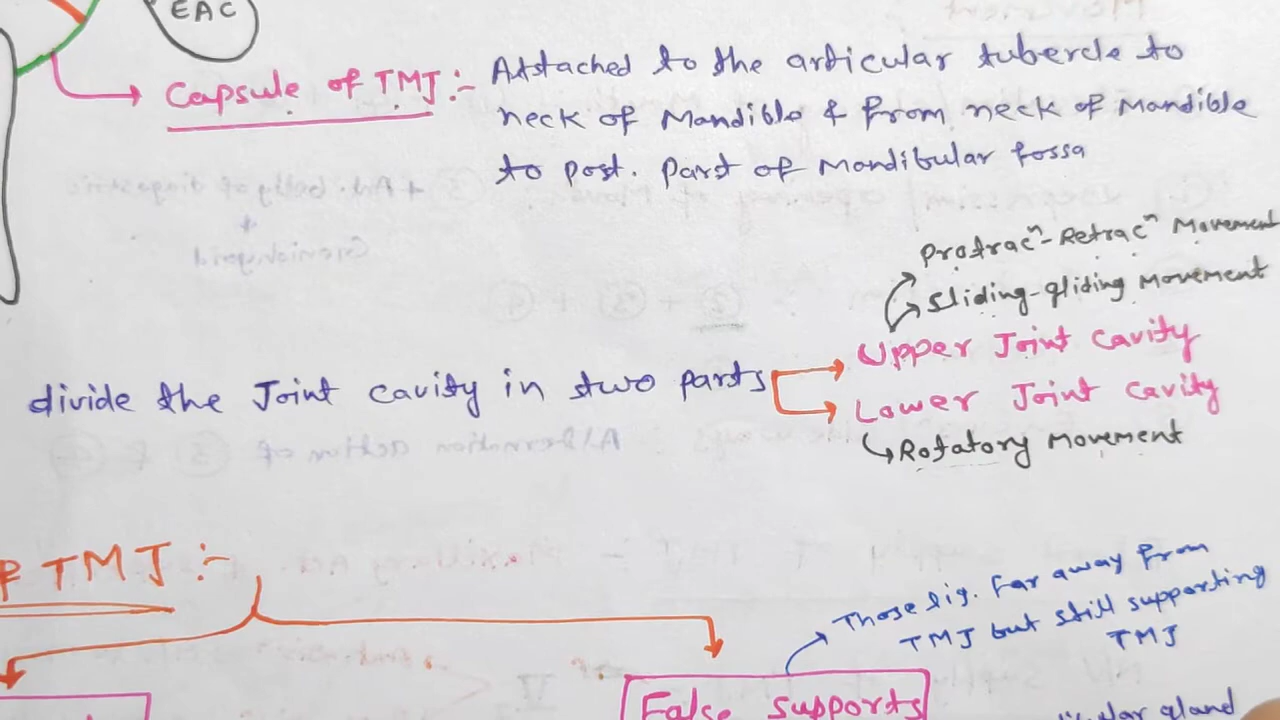 EAC
Capsule of TMJ :- Attached to the articular tubercle to
neck of Mandible & from neck of Mandible
to post. part of Mandibular fossa
Protracⁿ-Retracⁿ Movement
Sliding-gliding Movement
Upper Joint Cavity
divide the Joint cavity in two parts
Lower Joint Cavity
Rotatory Movement
TMJ :-
Those lig. far away from
TMJ but still supporting
TMJ
False supports
gland